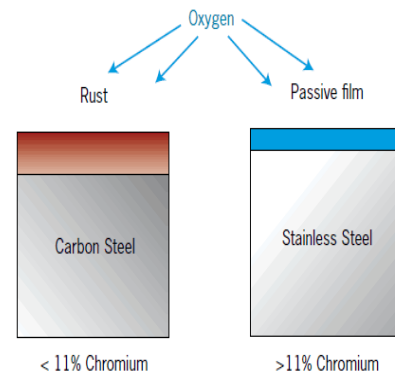 Oxygen
Rust
Passive film
Carbon Steel
Stainless Steel
< 11% Chromium
>11% Chromium